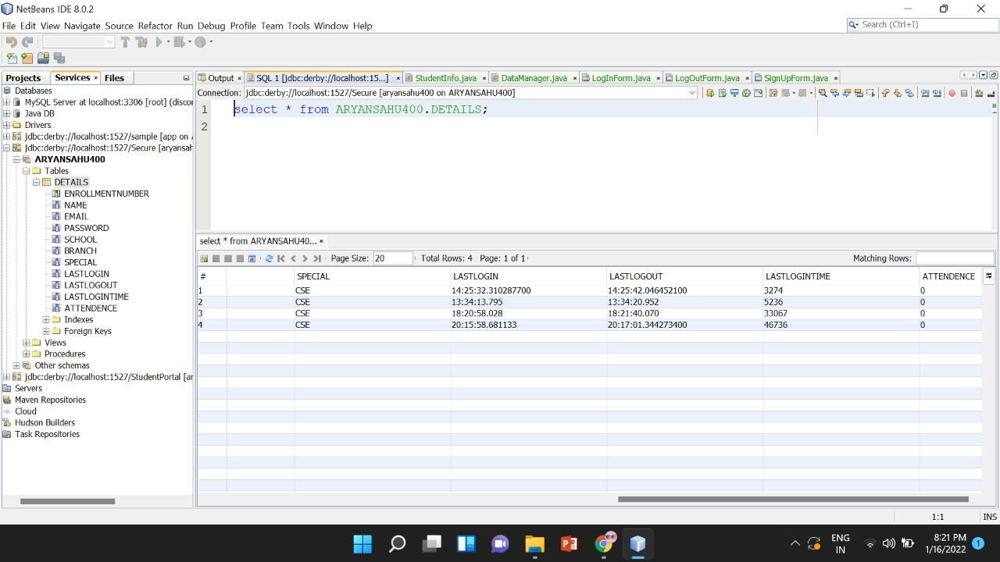 NetBeans IDE 8.0.2
File Edit View Navigate Source Refactor Run Debug Profile Team Tools Window Help
Search (Ctrl+I)
Projects Services Files
Databases
MySQL Server at localhost:3306 [root] (discon
Java DB
Drivers
jdbc:derby://localhost:1527/sample [app on
jdbc:derby://localhost:1527/Secure [aryansah
ARYANSAHU400
Tables
DETAILS
ENROLLMENTNUMBER
NAME
EMAIL
PASSWORD
SCHOOL
BRANCH
SPECIAL
LASTLOGIN
LASTLOGOUT
LASTLOGINTIME
ATTENDENCE
Indexes
Foreign Keys
Views
Procedures
Other schemas
jdbc:derby://localhost:1527/StudentPortal [ar
Servers
Maven Repositories
Cloud
Hudson Builders
Task Repositories
Output SQL 1 [jdbc:derby://localhost:15...] StudentInfo.java DataManager.java LogInForm.java LogOutForm.java SignUpForm.java
Connection: jdbc:derby://localhost:1527/Secure [aryansahu400 on ARYANSAHU400]
1 select * from ARYANSAHU400.DETAILS;
2
select * from ARYANSAHU40...
Page Size: 20 Total Rows: 4 Page: 1 of 1 Matching Rows:
# SPECIAL LASTLOGIN LASTLOGOUT LASTLOGINTIME ATTENDENCE
1 CSE 14:25:32.310287700 14:25:42.046452100 3274 0
2 CSE 13:34:13.795 13:34:20.952 5236 0
3 CSE 18:20:58.028 18:21:40.070 33067 0
4 CSE 20:15:58.681133 20:17:01.344273400 46736 0
1:1 INS
ENG
IN
8:21 PM
1/16/2022
1